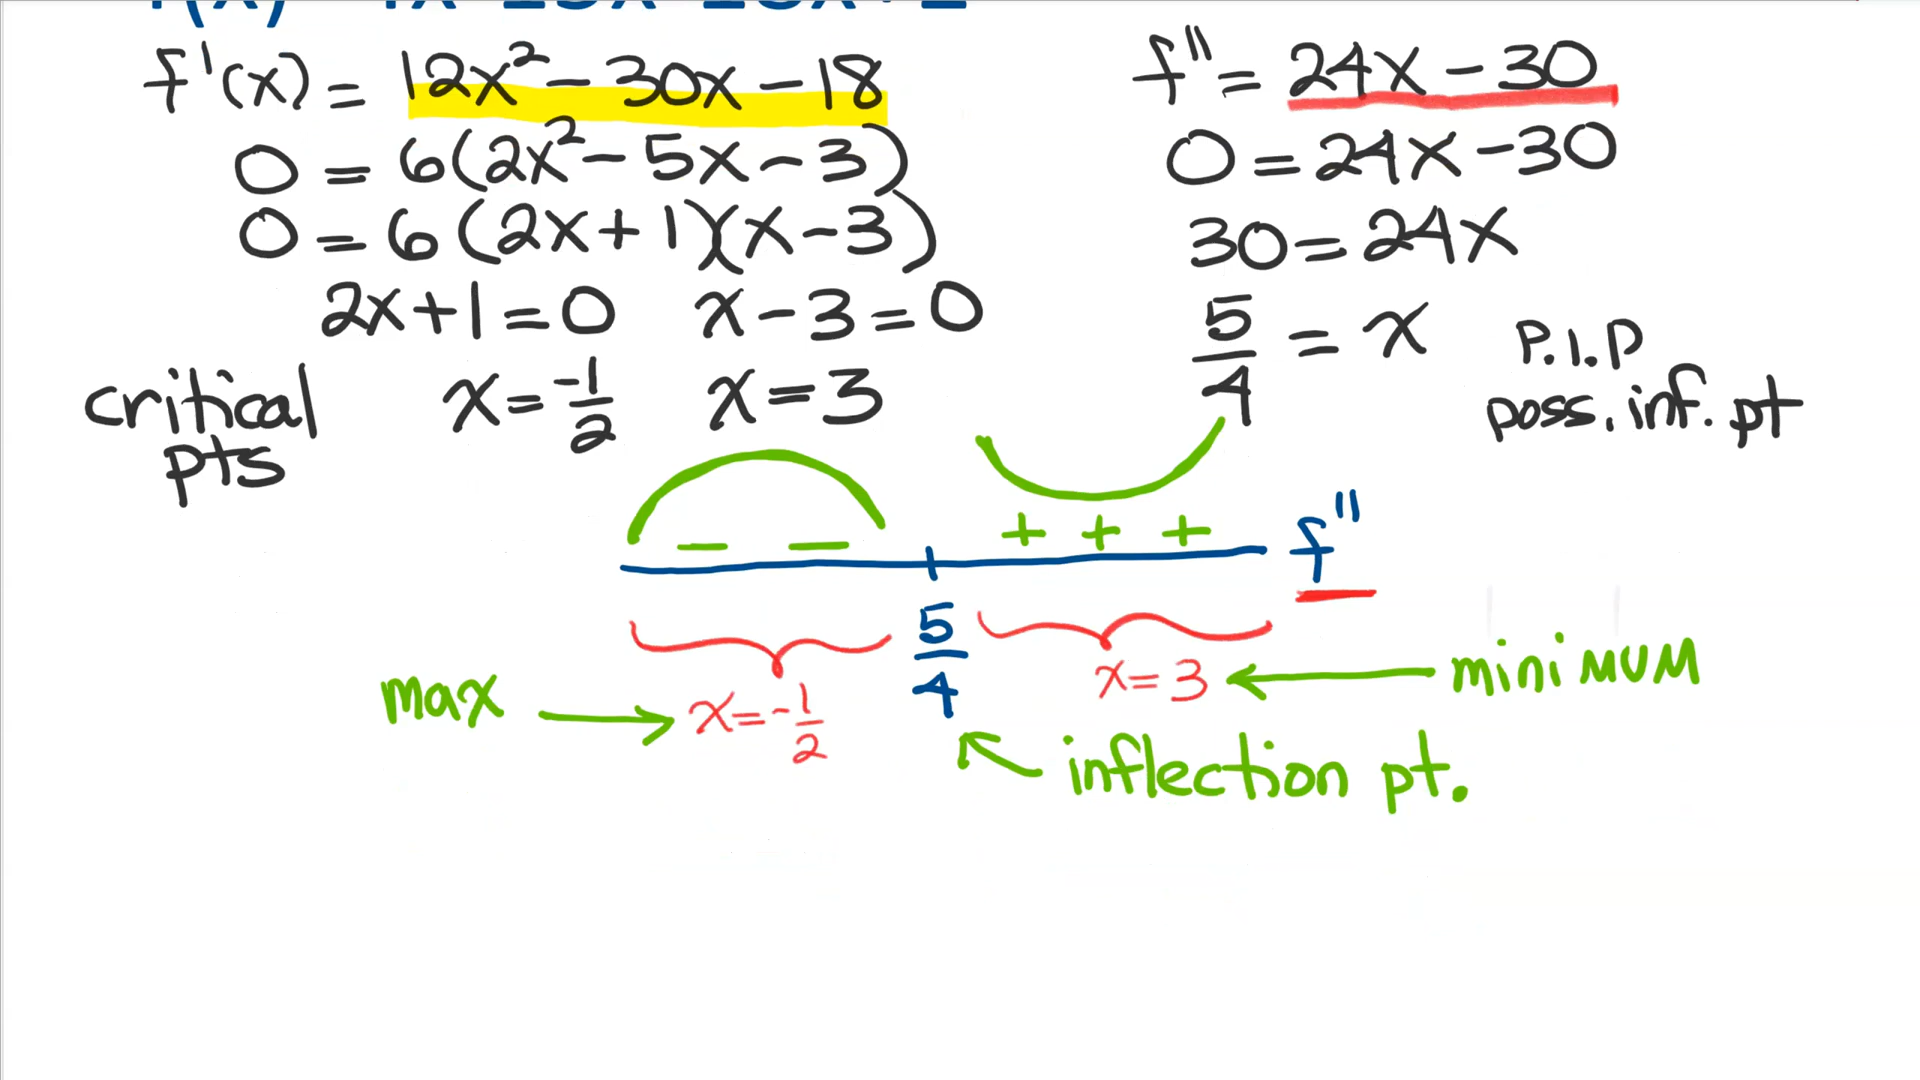 f'(x) = 12x² - 30x - 18
0 = 6(2x² - 5x - 3)
0 = 6(2x + 1)(x - 3)
2x + 1 = 0 x - 3 = 0
critical pts x = -1/2 x = 3
f'' = 24x - 30
0 = 24x - 30
30 = 24x
5/4 = x
P.I.P
poss. inf. pt
— — + + + f''
5/4
max x = -1/2
x = 3 miniMUM
inflection pt.